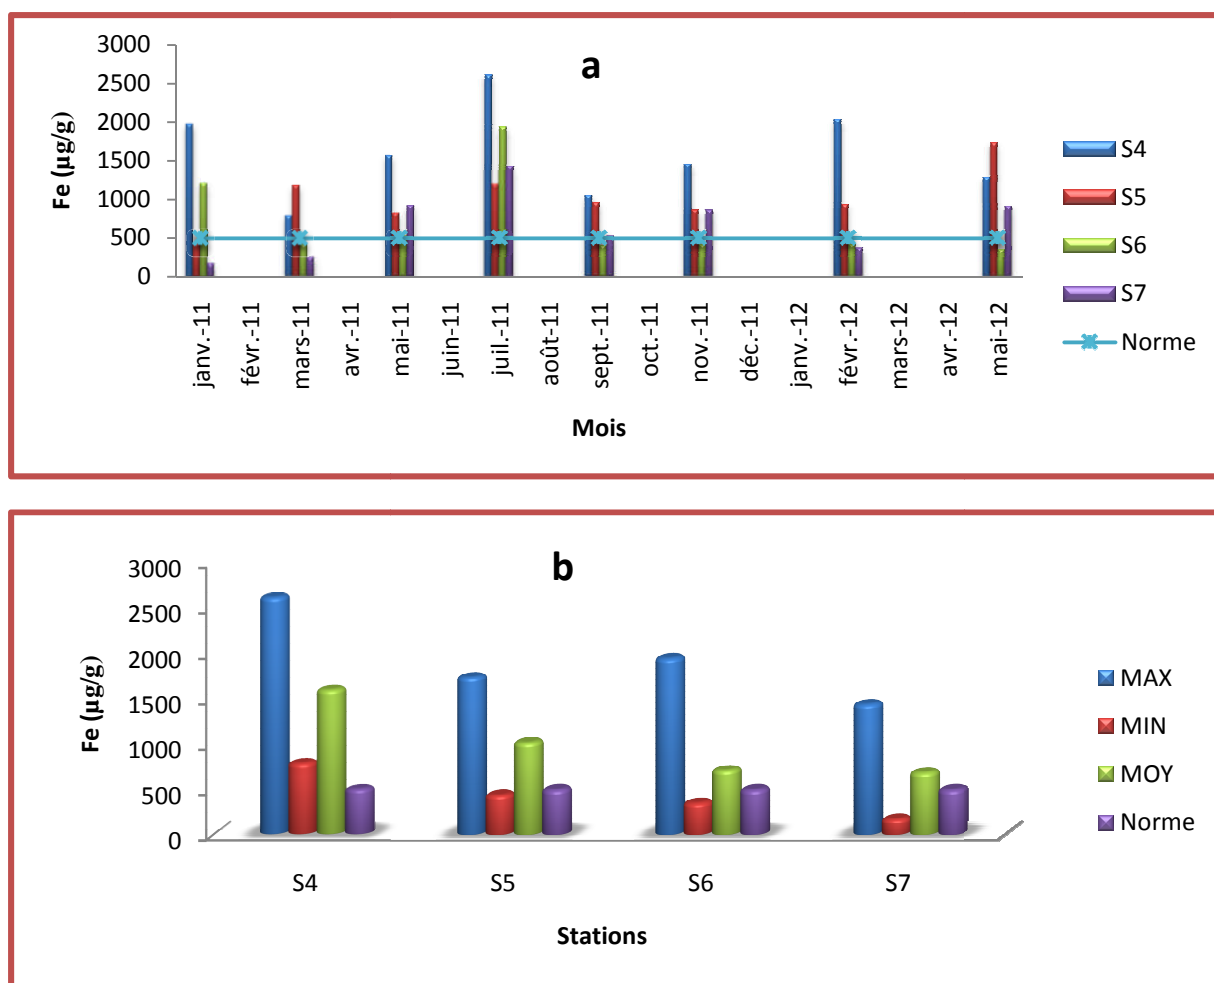 a
3000
2500
2000
1500
1000
500
0
Fe (µg/g)
janv.-11
févr.-11
mars-11
avr.-11
mai-11
juin-11
juil.-11
août-11
sept.-11
oct.-11
nov.-11
déc.-11
janv.-12
févr.-12
mars-12
avr.-12
mai-12
Mois
S4
S5
S6
S7
Norme
b
3000
2500
2000
1500
1000
500
0
Fe (µg/g)
S4
S5
S6
S7
Stations
MAX
MIN
MOY
Norme